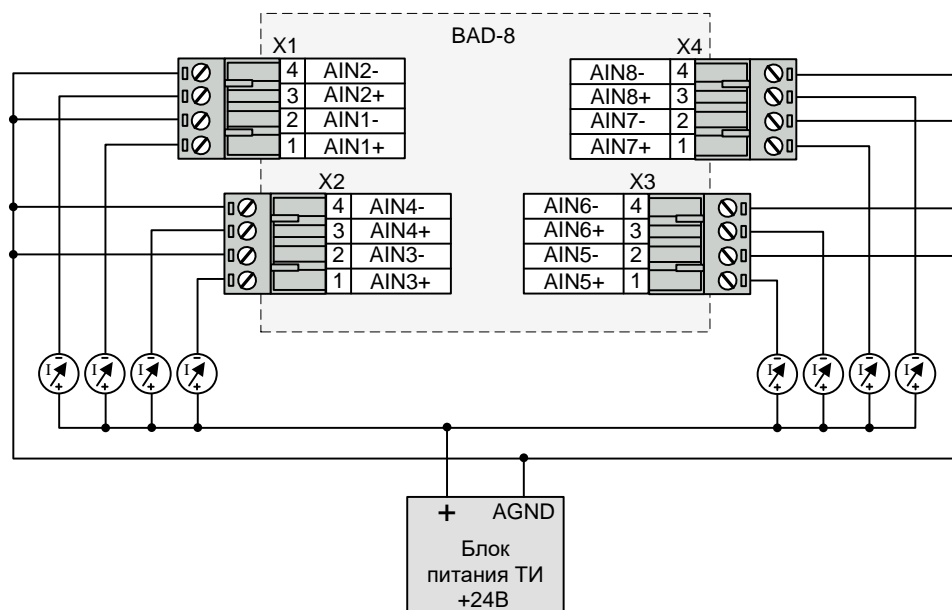 BAD-8
X1
4 AIN2-
3 AIN2+
2 AIN1-
1 AIN1+
X4
AIN8- 4
AIN8+ 3
AIN7- 2
AIN7+ 1
X2
4 AIN4-
3 AIN4+
2 AIN3-
1 AIN3+
X3
AIN6- 4
AIN6+ 3
AIN5- 2
AIN5+ 1
I - +
I - +
I - +
I - +
I - +
I - +
I - +
I - +
+ AGND
Блок
питания ТИ
+24В